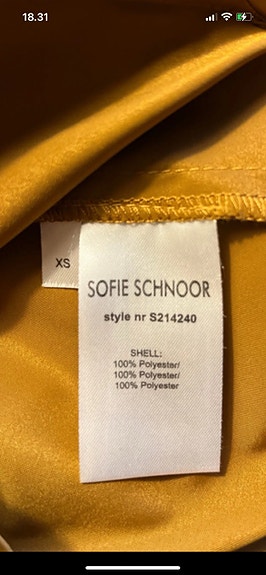 18.31
XS
SOFIE SCHNOOR
style nr S214240
SHELL:
100% Polyester/
100% Polyester/
100% Polyester